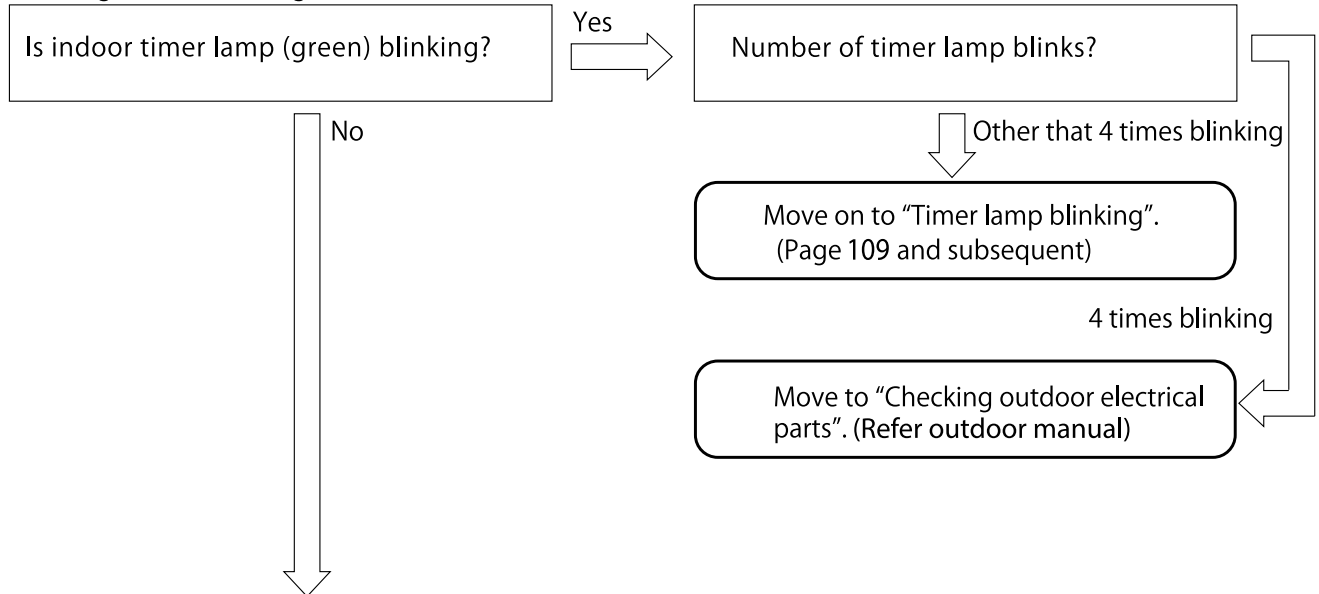 Is indoor timer lamp (green) blinking?
Yes
Number of timer lamp blinks?
No
Other that 4 times blinking
Move on to “Timer lamp blinking”.
(Page 109 and subsequent)
4 times blinking
Move to “Checking outdoor electrical
parts”. (Refer outdoor manual)